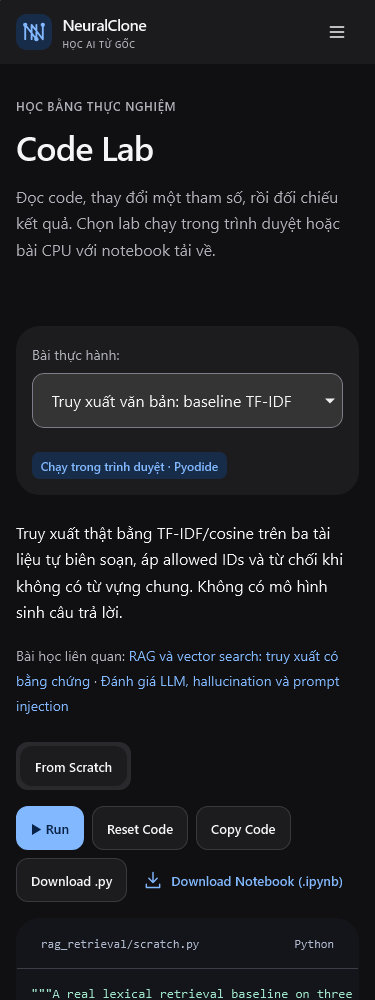 NeuralClone
HỌC AI TỪ GỐC
HỌC BẰNG THỰC NGHIỆM
Code Lab
Đọc code, thay đổi một tham số, rồi đối chiếu
kết quả. Chọn lab chạy trong trình duyệt hoặc
bài CPU với notebook tải về.
Bài thực hành:
Truy xuất văn bản: baseline TF-IDF
Chạy trong trình duyệt · Pyodide
Truy xuất thật bằng TF-IDF/cosine trên ba tài
liệu tự biên soạn, áp allowed IDs và từ chối khi
không có từ vựng chung. Không có mô hình
sinh câu trả lời.
Bài học liên quan: RAG và vector search: truy xuất có
bằng chứng · Đánh giá LLM, hallucination và prompt
injection
From Scratch
▶ Run
Reset Code
Copy Code
Download .py
Download Notebook (.ipynb)
rag_retrieval/scratch.py
Python
"""A real lexical retrieval baseline on three